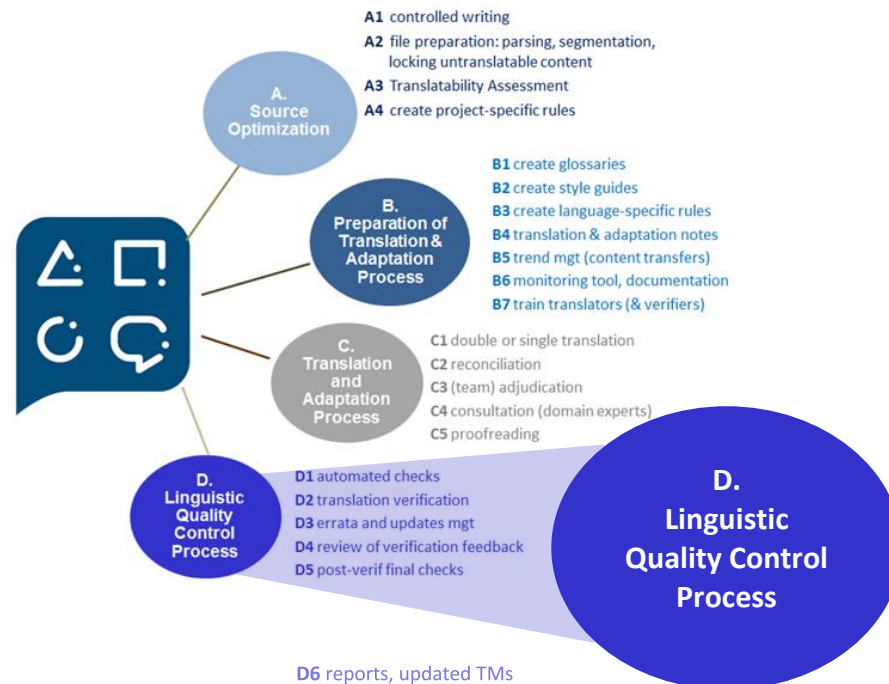 A.
Source
Optimization
A1 controlled writing
A2 file preparation: parsing, segmentation,
locking untranslatable content
A3 Translatability Assessment
A4 create project-specific rules
B.
Preparation of
Translation &
Adaptation
Process
B1 create glossaries
B2 create style guides
B3 create language-specific rules
B4 translation & adaptation notes
B5 trend mgt (content transfers)
B6 monitoring tool, documentation
B7 train translators (& verifiers)
C.
Translation
and
Adaptation
Process
C1 double or single translation
C2 reconciliation
C3 (team) adjudication
C4 consultation (domain experts)
C5 proofreading
D.
Linguistic
Quality
Control
Process
D1 automated checks
D2 translation verification
D3 errata and updates mgt
D4 review of verification feedback
D5 post-verif final checks
D6 reports, updated TMs
D.
Linguistic
Quality Control
Process